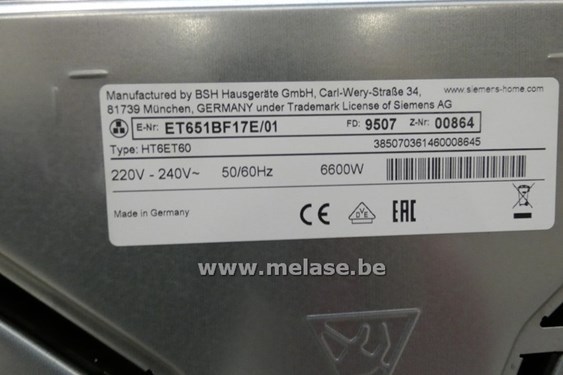 Manufactured by BSH Hausgeräte GmbH, Carl-Wery-Straße 34, www.siemens-home.com
81739 München, GERMANY under Trademark License of Siemens AG
E-Nr: ET651BF17E/01 FD: 9507 Z-Nr: 00864
Type: HT6ET60 385070361460008645
220V - 240V~ 50/60Hz 6600W
Made in Germany CE OVE EAC
www.melase.be